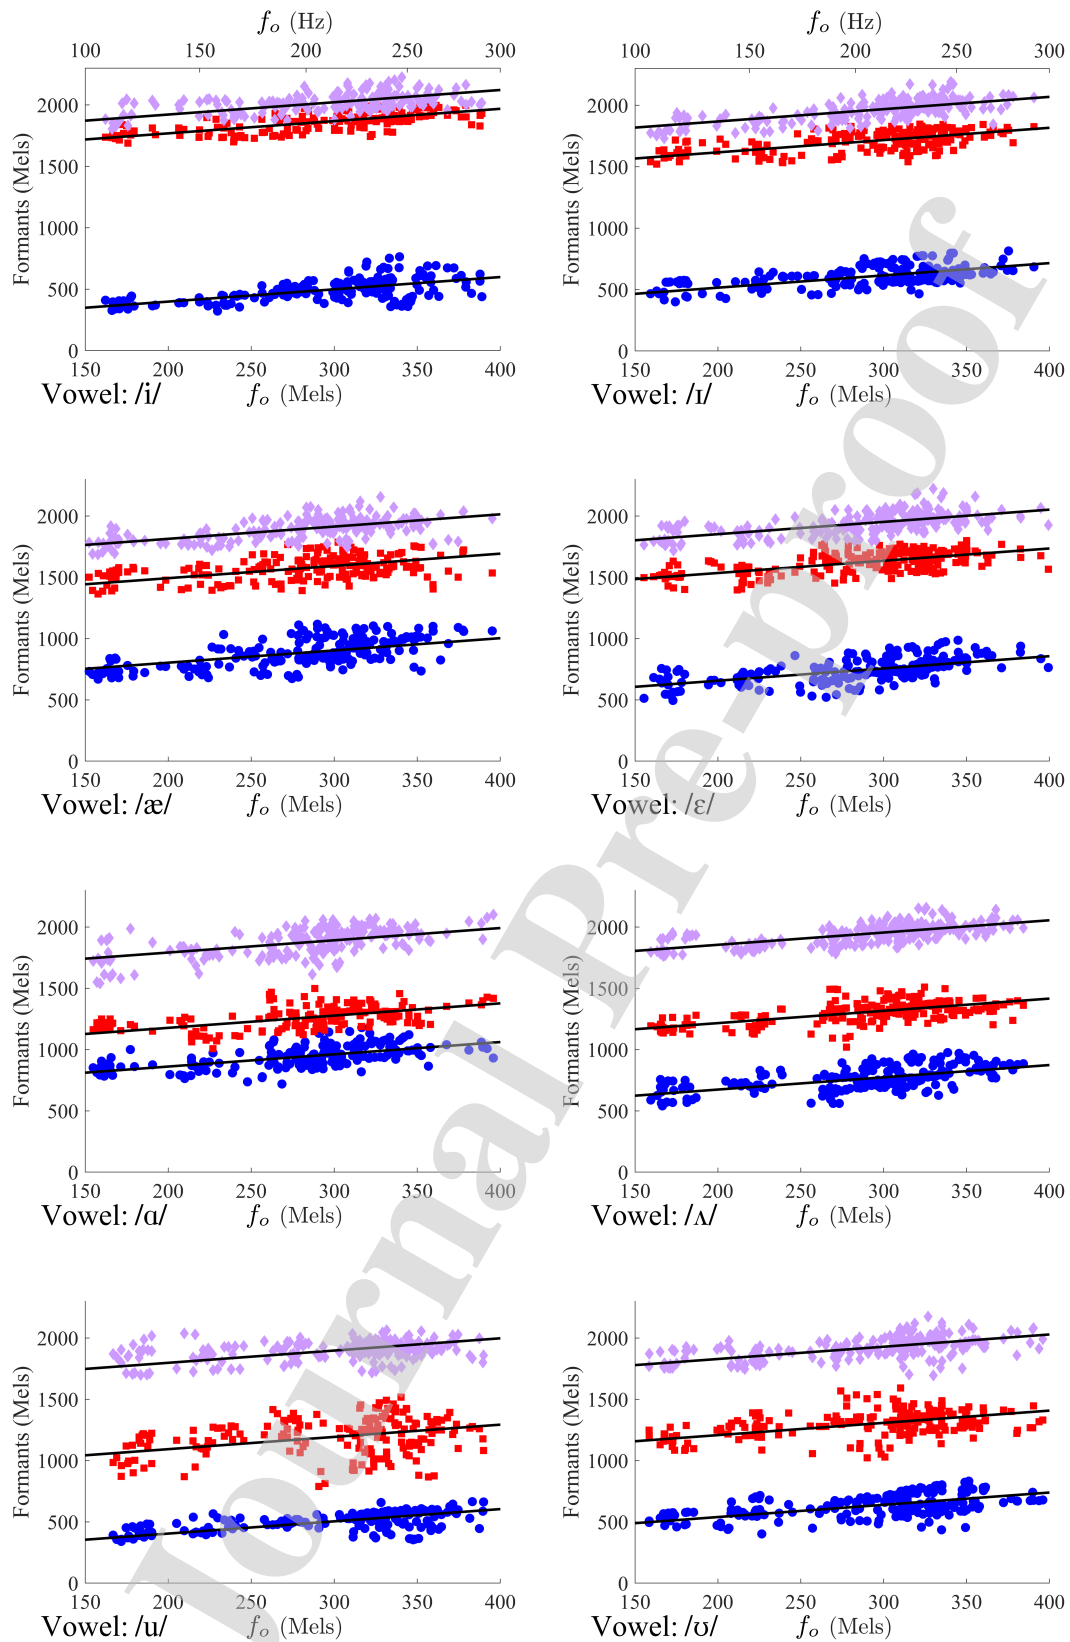 f_o (Hz)
100 150 200 250 300
2000
1500
1000
500
0
Formants (Mels)
150 200 250 300 350 400
Vowel: /i/ f_o (Mels)
f_o (Hz)
100 150 200 250 300
2000
1500
1000
500
0
Formants (Mels)
150 200 250 300 350 400
Vowel: /ɪ/ f_o (Mels)
2000
1500
1000
500
0
Formants (Mels)
150 200 250 300 350 400
Vowel: /æ/ f_o (Mels)
2000
1500
1000
500
0
Formants (Mels)
150 200 250 300 350 400
Vowel: /ɛ/ f_o (Mels)
2000
1500
1000
500
0
Formants (Mels)
150 200 250 300 350 400
Vowel: /ɑ/ f_o (Mels)
2000
1500
1000
500
0
Formants (Mels)
150 200 250 300 350 400
Vowel: /ʌ/ f_o (Mels)
2000
1500
1000
500
0
Formants (Mels)
150 200 250 300 350 400
Vowel: /u/ f_o (Mels)
2000
1500
1000
500
0
Formants (Mels)
150 200 250 300 350 400
Vowel: /ʊ/ f_o (Mels)
Journal Pre-proof